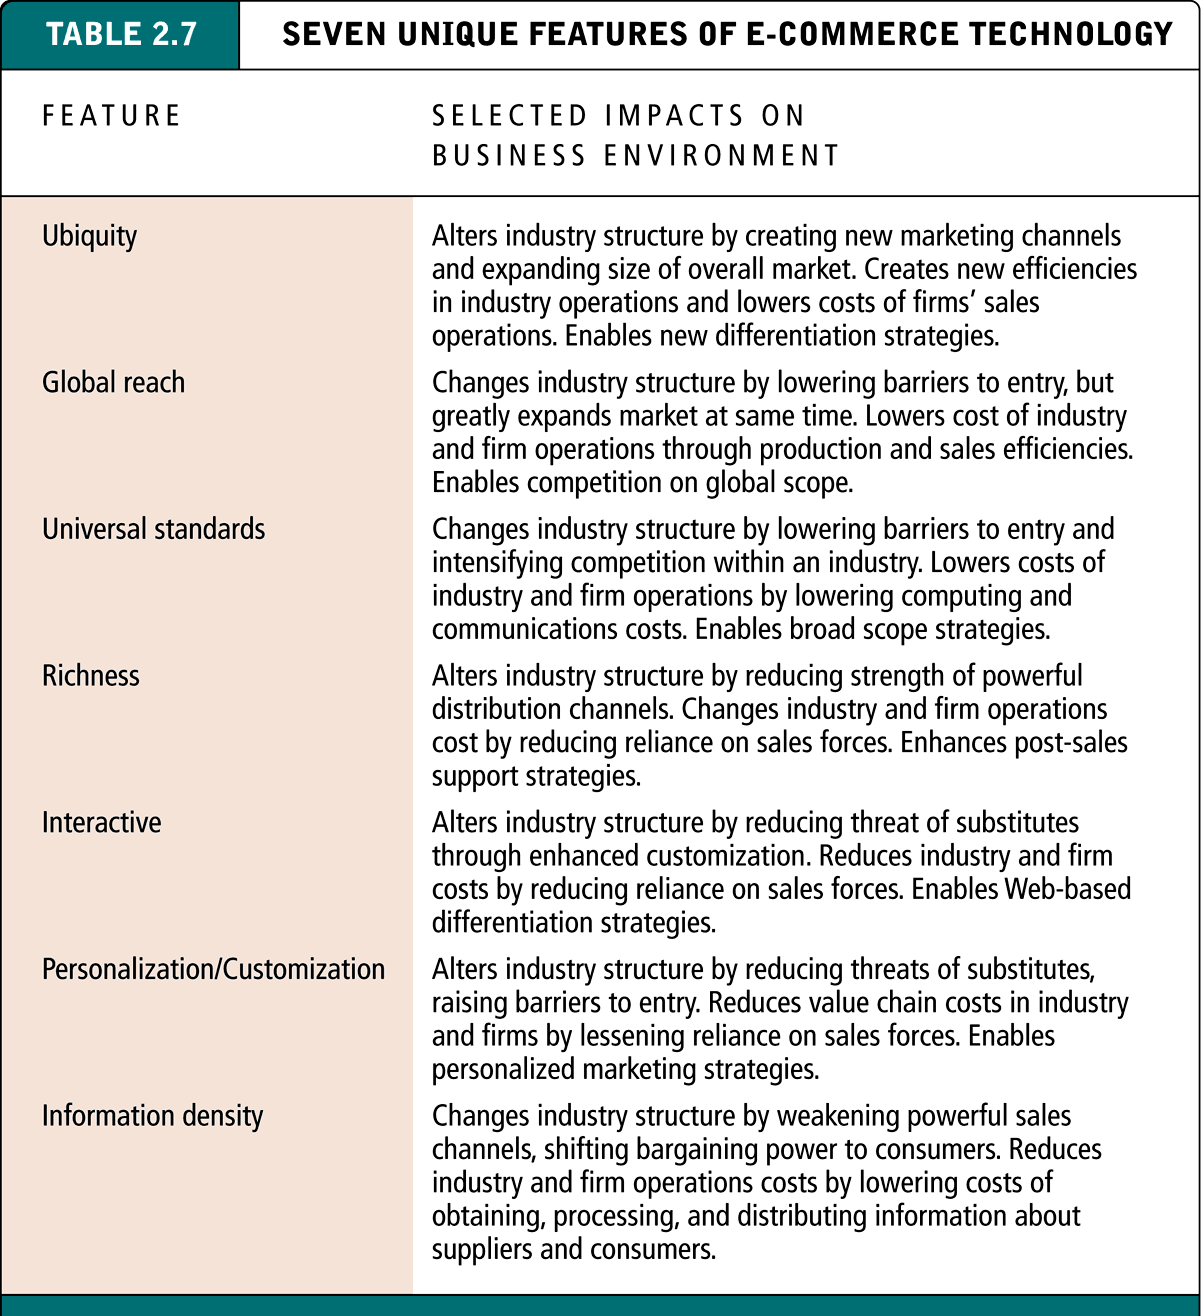 TABLE 2.7 SEVEN UNIQUE FEATURES OF E-COMMERCE TECHNOLOGY
FEATURE SELECTED IMPACTS ON
BUSINESS ENVIRONMENT
Ubiquity Alters industry structure by creating new marketing channels
and expanding size of overall market. Creates new efficiencies
in industry operations and lowers costs of firms’ sales
operations. Enables new differentiation strategies.
Global reach Changes industry structure by lowering barriers to entry, but
greatly expands market at same time. Lowers cost of industry
and firm operations through production and sales efficiencies.
Enables competition on global scope.
Universal standards Changes industry structure by lowering barriers to entry and
intensifying competition within an industry. Lowers costs of
industry and firm operations by lowering computing and
communications costs. Enables broad scope strategies.
Richness Alters industry structure by reducing strength of powerful
distribution channels. Changes industry and firm operations
cost by reducing reliance on sales forces. Enhances post-sales
support strategies.
Interactive Alters industry structure by reducing threat of substitutes
through enhanced customization. Reduces industry and firm
costs by reducing reliance on sales forces. Enables Web-based
differentiation strategies.
Personalization/Customization Alters industry structure by reducing threats of substitutes,
raising barriers to entry. Reduces value chain costs in industry
and firms by lessening reliance on sales forces. Enables
personalized marketing strategies.
Information density Changes industry structure by weakening powerful sales
channels, shifting bargaining power to consumers. Reduces
industry and firm operations costs by lowering costs of
obtaining, processing, and distributing information about
suppliers and consumers.